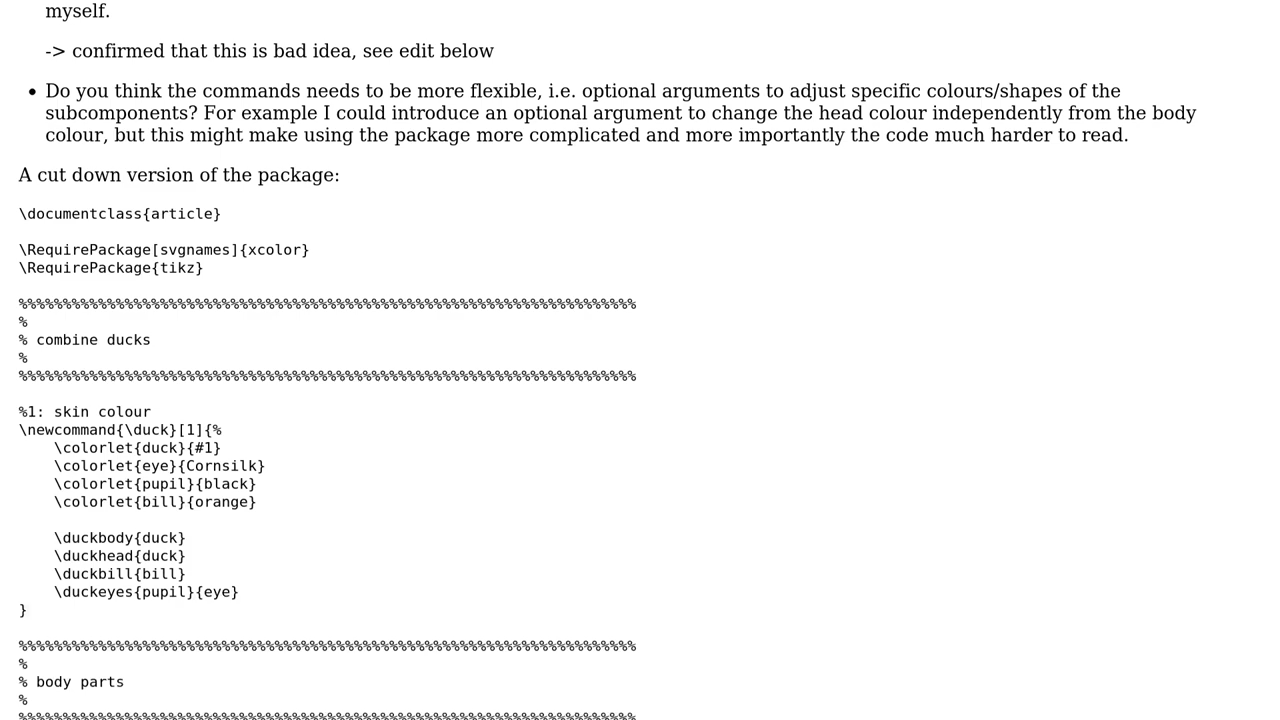 myself.
-> confirmed that this is bad idea, see edit below
• Do you think the commands needs to be more flexible, i.e. optional arguments to adjust specific colours/shapes of the
subcomponents? For example I could introduce an optional argument to change the head colour independently from the body
colour, but this might make using the package more complicated and more importantly the code much harder to read.
A cut down version of the package:
\documentclass{article}
\RequirePackage[svgnames]{xcolor}
\RequirePackage{tikz}
%%%%%%%%%%%%%%%%%%%%%%%%%%%%%%%%%%%%%%%%%%%%%%%%%%%%%%%%%%%%%%%%%%%%%%%%
%
% combine ducks
%
%%%%%%%%%%%%%%%%%%%%%%%%%%%%%%%%%%%%%%%%%%%%%%%%%%%%%%%%%%%%%%%%%%%%%%%%
%1: skin colour
\newcommand{\duck}[1]{%
    \colorlet{duck}{#1}
    \colorlet{eye}{Cornsilk}
    \colorlet{pupil}{black}
    \colorlet{bill}{orange}
    \duckbody{duck}
    \duckhead{duck}
    \duckbill{bill}
    \duckeyes{pupil}{eye}
}
%%%%%%%%%%%%%%%%%%%%%%%%%%%%%%%%%%%%%%%%%%%%%%%%%%%%%%%%%%%%%%%%%%%%%%%%
%
% body parts
%
%%%%%%%%%%%%%%%%%%%%%%%%%%%%%%%%%%%%%%%%%%%%%%%%%%%%%%%%%%%%%%%%%%%%%%%%